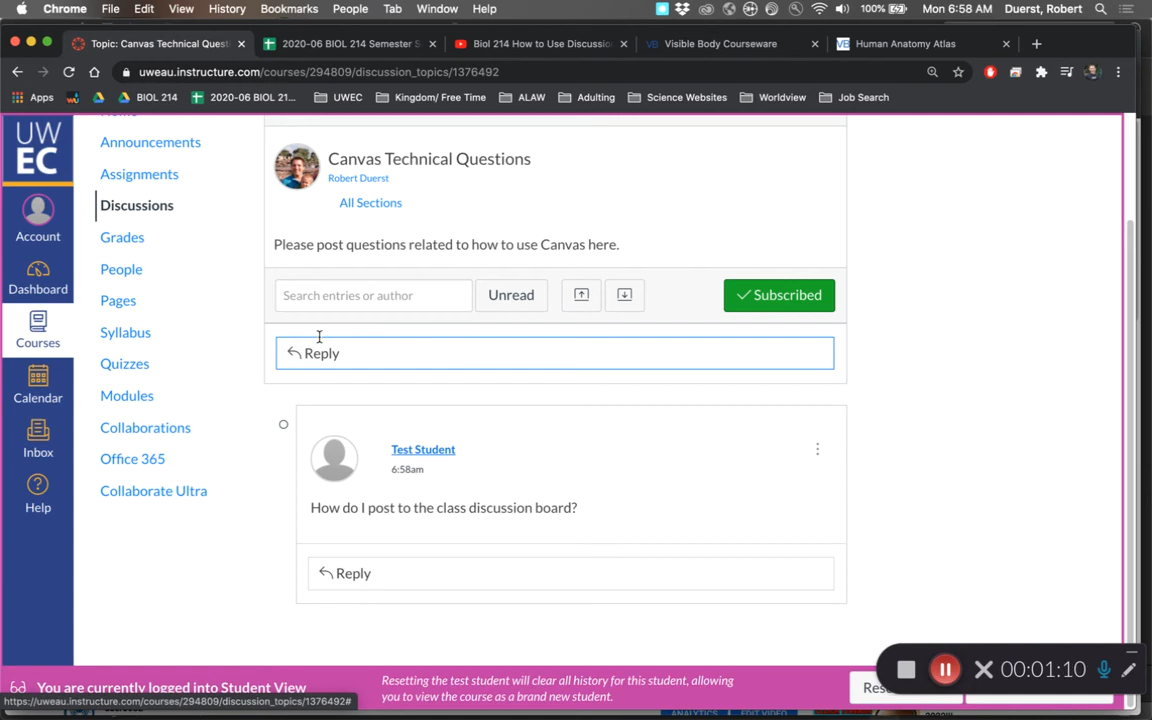 Chrome File Edit View History Bookmarks People Tab Window Help 100% Mon 6:58 AM Duerst, Robert
Topic: Canvas Technical Questi 2020-06 BIOL 214 Semester S Biol 214 How to Use Discussio Visible Body Courseware Human Anatomy Atlas
uweau.instructure.com/courses/294809/discussion_topics/1376492
Apps BIOL 214 2020-06 BIOL 21... UWEC Kingdom/ Free Time ALAW Adulting Science Websites Worldview Job Search
UW
EC
Account
Dashboard
Courses
Calendar
Inbox
Help
Announcements
Assignments
Discussions
Grades
People
Pages
Syllabus
Quizzes
Modules
Collaborations
Office 365
Collaborate Ultra
Canvas Technical Questions
Robert Duerst
All Sections
Please post questions related to how to use Canvas here.
Search entries or author Unread Subscribed
Reply
Test Student
6:58am
How do I post to the class discussion board?
Reply
You are currently logged into Student View
Resetting the test student will clear all history for this student, allowing
you to view the course as a brand new student.
00:01:10
https://uweau.instructure.com/courses/294809/discussion_topics/1376492#
ANALYTICS EDIT VIDEO